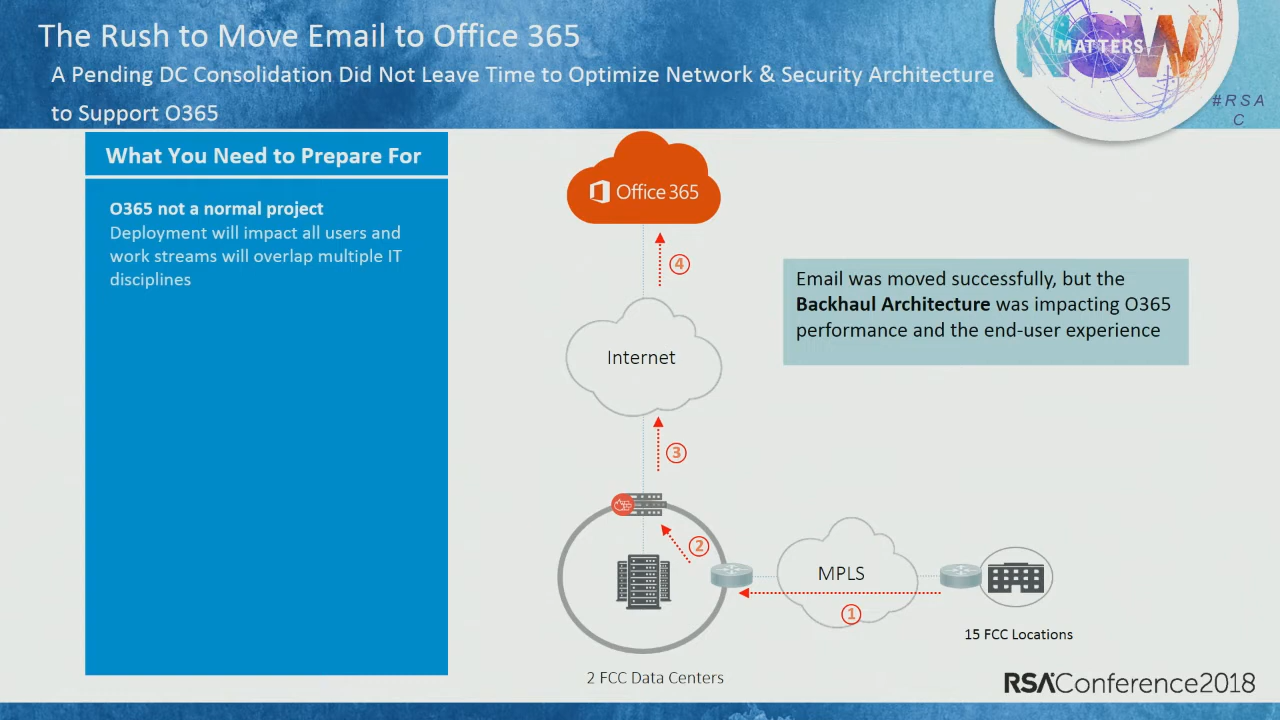 The Rush to Move Email to Office 365
A Pending DC Consolidation Did Not Leave Time to Optimize Network & Security Architecture
to Support O365
NOW
MATTERS
#RSA
C
What You Need to Prepare For
O365 not a normal project
Deployment will impact all users and
work streams will overlap multiple IT
disciplines
Office 365
④
Internet
Email was moved successfully, but the
Backhaul Architecture was impacting O365
performance and the end-user experience
③
②
MPLS
①
15 FCC Locations
2 FCC Data Centers
RSAConference2018